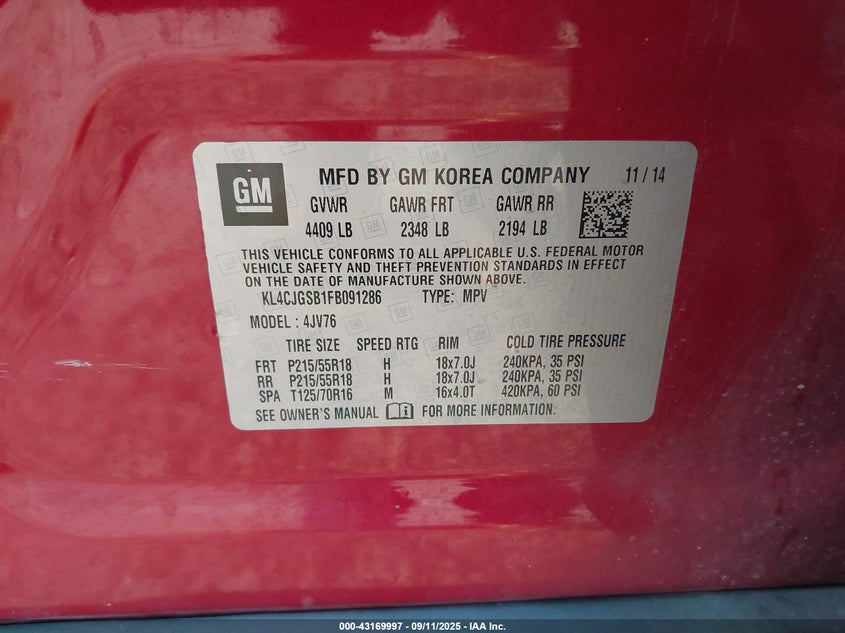 GM
MFD BY GM KOREA COMPANY 11 / 14
GVWR GAWR FRT GAWR RR
4409 LB 2348 LB 2194 LB
THIS VEHICLE CONFORMS TO ALL APPLICABLE U.S. FEDERAL MOTOR
VEHICLE SAFETY AND THEFT PREVENTION STANDARDS IN EFFECT
ON THE DATE OF MANUFACTURE SHOWN ABOVE.
KL4CJGSB1FB091286 TYPE: MPV
MODEL : 4JV76
TIRE SIZE SPEED RTG RIM COLD TIRE PRESSURE
FRT P215/55R18 H 18x7.0J 240KPA, 35 PSI
RR P215/55R18 H 18x7.0J 240KPA, 35 PSI
SPA T125/70R16 M 16x4.0T 420KPA, 60 PSI
SEE OWNER'S MANUAL FOR MORE INFORMATION.
000-43169997 - 09/11/2025 - IAA Inc.